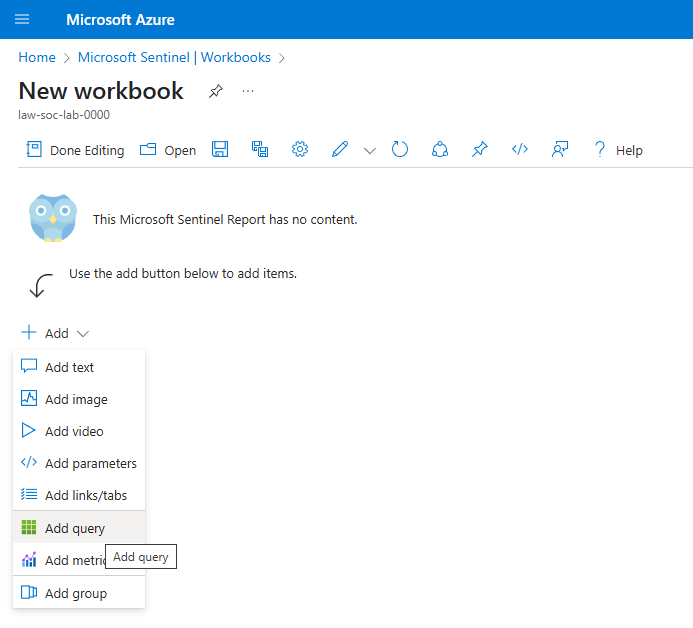 Microsoft Azure
Home > Microsoft Sentinel | Workbooks >
New workbook
law-soc-lab-0000
Done Editing Open ? Help
This Microsoft Sentinel Report has no content.
Use the add button below to add items.
+ Add
Add text
Add image
Add video
Add parameters
Add links/tabs
Add query
Add metric
Add query
Add group